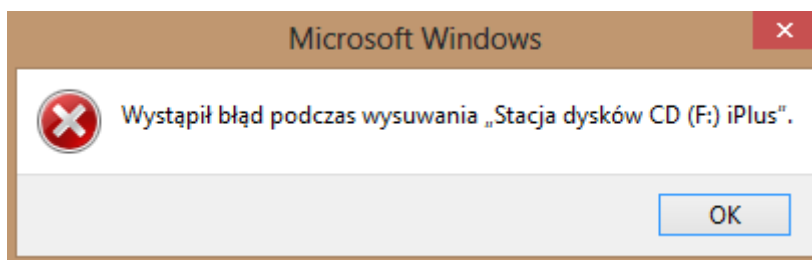 Microsoft Windows
Wystąpił błąd podczas wysuwania „Stacja dysków CD (F:) iPlus”.
OK